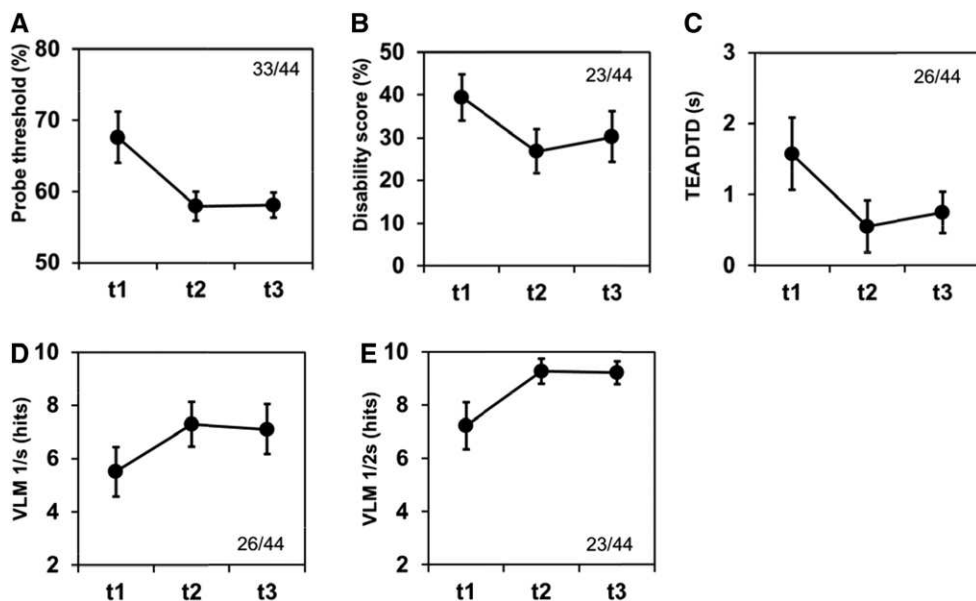 A
Probe threshold (%)
80
70
60
50
33/44
t1 t2 t3
B
Disability score (%)
50
40
30
20
10
0
23/44
t1 t2 t3
C
TEA DTD (s)
3
2
1
0
26/44
t1 t2 t3
D
VLM 1/s (hits)
10
8
6
4
2
26/44
t1 t2 t3
E
VLM 1/2s (hits)
10
8
6
4
2
23/44
t1 t2 t3